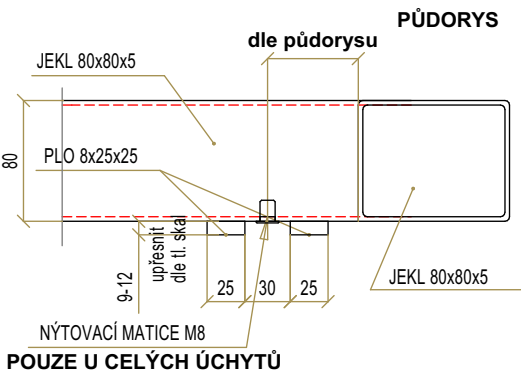 PŮDORYS
dle půdorysu
JEKL 80x80x5
80
PLO 8x25x25
9-12
upřesnit
dle tl. skal
25
30
25
JEKL 80x80x5
NÝTOVACÍ MATICE M8
POUZE U CELÝCH ÚCHYTŮ